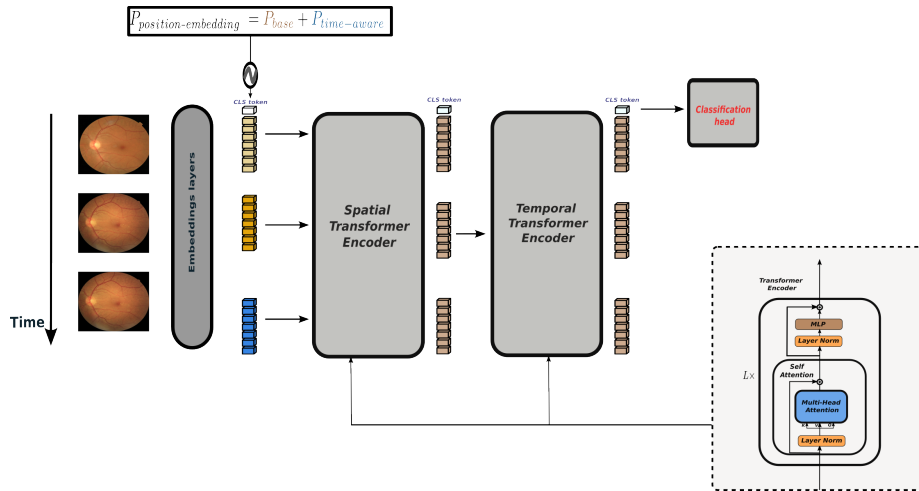 P_position-embedding = P_base + P_time-aware
CLS token
CLS token
CLS token
Classification
head
Embeddings layers
Spatial
Transformer
Encoder
Temporal
Transformer
Encoder
Time
Transformer
Encoder
MLP
Layer Norm
L×
Self
Attention
Multi-Head
Attention
Layer Norm